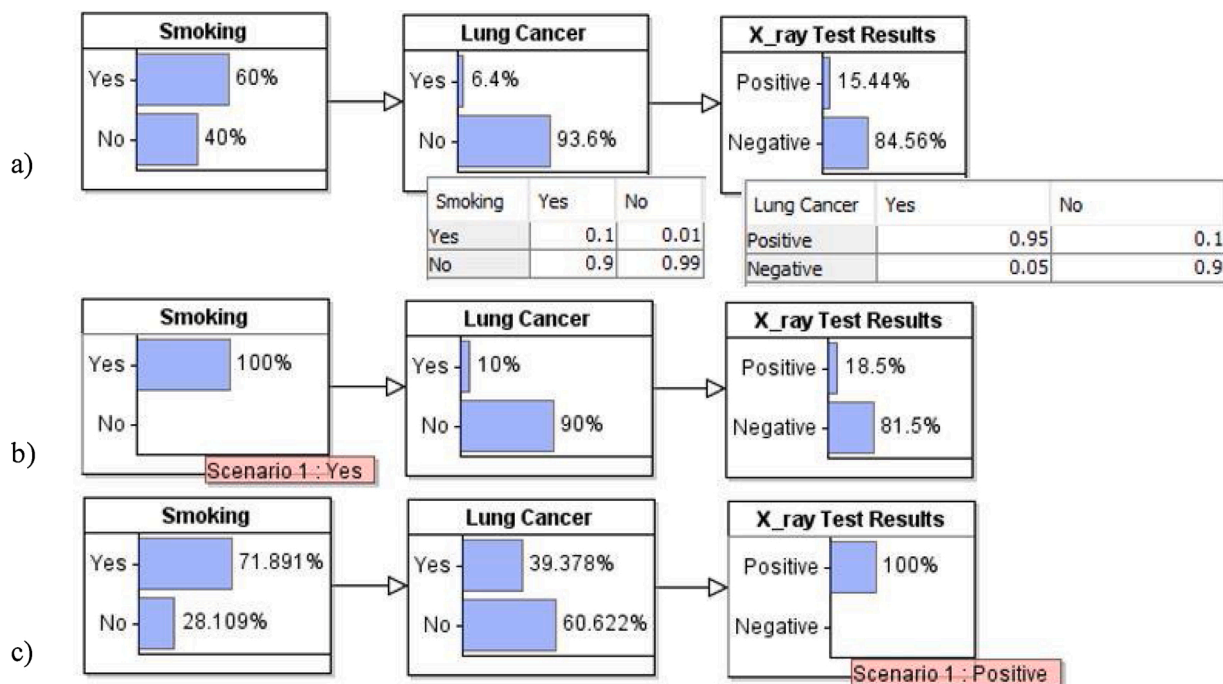 Smoking
Lung Cancer
X_ray Test Results
Yes
60%
No
40%
Yes
6.4%
No
93.6%
Positive
15.44%
Negative
84.56%
a)
Smoking Yes No
Yes 0.1 0.01
No 0.9 0.99
Lung Cancer Yes No
Positive 0.95 0.1
Negative 0.05 0.9
Smoking
Lung Cancer
X_ray Test Results
Yes
100%
No
Yes
10%
No
90%
Positive
18.5%
Negative
81.5%
b)
Scenario 1 : Yes
Smoking
Lung Cancer
X_ray Test Results
Yes
71.891%
No
28.109%
Yes
39.378%
No
60.622%
Positive
100%
Negative
c)
Scenario 1 : Positive